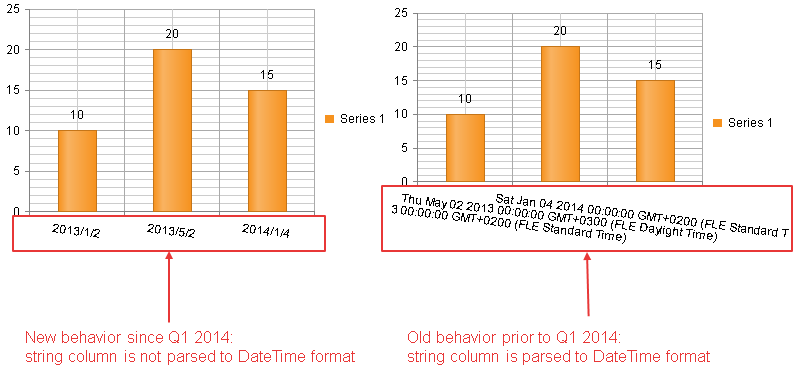 25
20
15
10
5
0
10
20
15
Series 1
2013/1/2
2013/5/2
2014/1/4
New behavior since Q1 2014:
string column is not parsed to DateTime format
25
20
15
10
5
0
10
20
15
Series 1
Sat Jan 04 2014 00:00:00 GMT+0200 (FLE Standard T
Thu May 02 2013 00:00:00 GMT+0300 (FLE Daylight Time)
3 00:00:00 GMT+0200 (FLE Standard Time)
Old behavior prior to Q1 2014:
string column is parsed to DateTime format